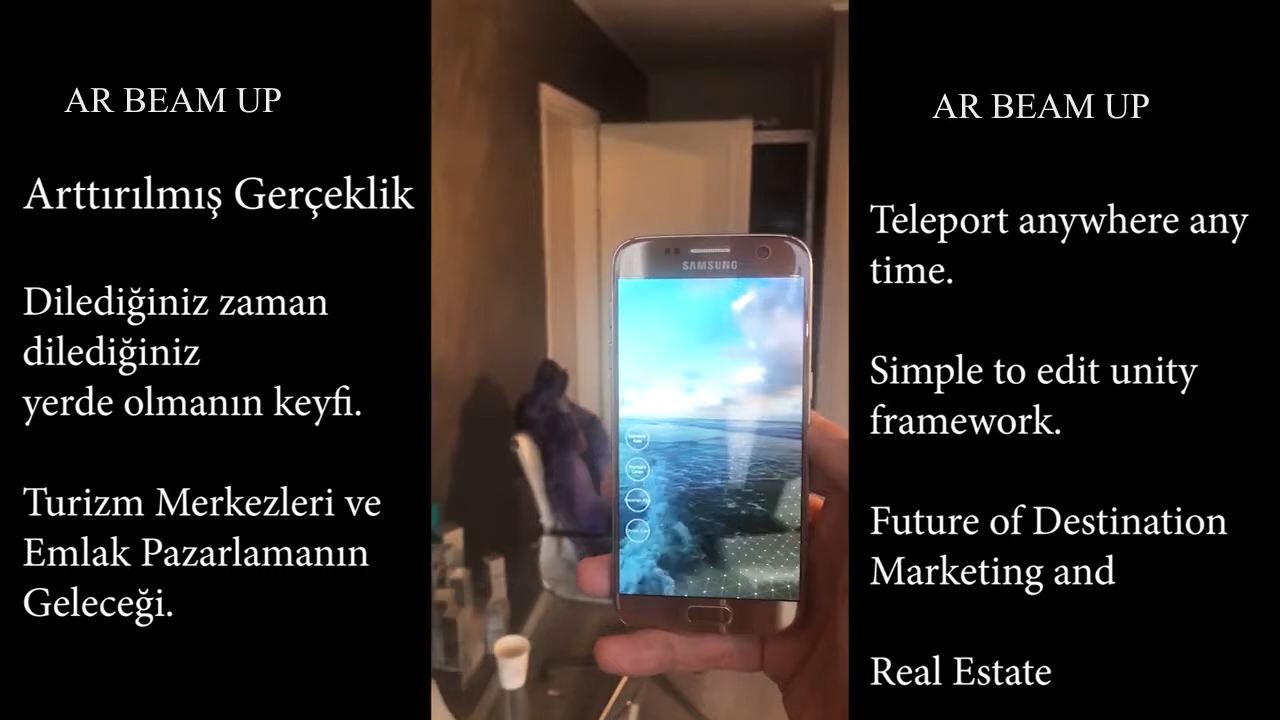 AR BEAM UP
Arttırılmış Gerçeklik
Dilediğiniz zaman
dilediğiniz
yerde olmanın keyfi.
Turizm Merkezleri ve
Emlak Pazarlamanın
Geleceği.
SAMSUNG
AR BEAM UP
Teleport anywhere any
time.
Simple to edit unity
framework.
Future of Destination
Marketing and
Real Estate